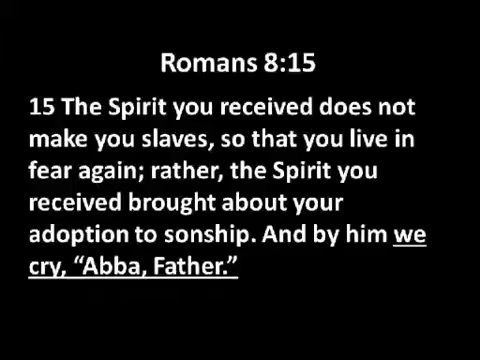 Romans 8:15
15 The Spirit you received does not
make you slaves, so that you live in
fear again; rather, the Spirit you
received brought about your
adoption to sonship. And by him we
cry, “Abba, Father.”